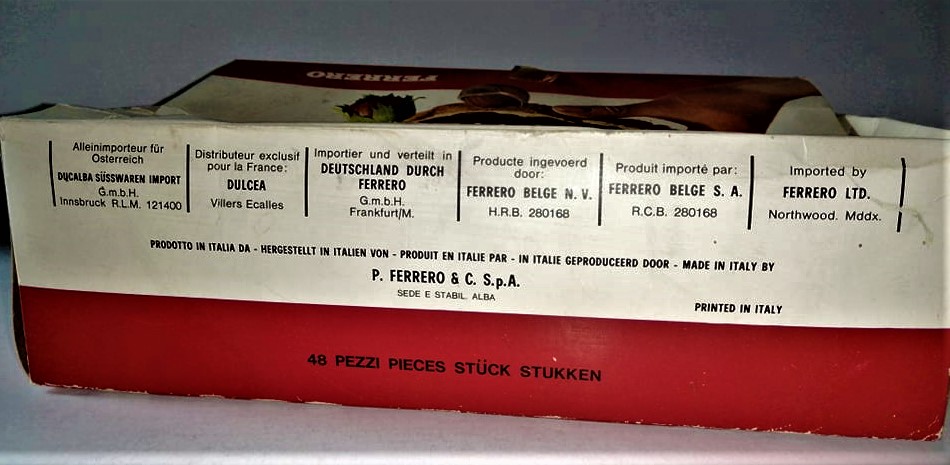 FERRERO
Alleinimporteur für
Österreich
DUCALBA SÜSSWAREN IMPORT
G.m.b.H.
Innsbruck R.L.M. 121400
Distributeur exclusif
pour la France:
DULCEA
Villers Ecalles
Importier und verteilt in
DEUTSCHLAND DURCH
FERRERO
G.m.b.H.
Frankfurt/M.
Producte ingevoerd
door:
FERRERO BELGE N. V.
H.R.B. 280168
Produit importé par:
FERRERO BELGE S. A.
R.C.B. 280168
Imported by
FERRERO LTD.
Northwood. Mddx.
PRODOTTO IN ITALIA DA - HERGESTELLT IN ITALIEN VON - PRODUIT EN ITALIE PAR - IN ITALIE GEPRODUCEERD DOOR - MADE IN ITALY BY
P. FERRERO & C. S.p.A.
SEDE E STABIL. ALBA
PRINTED IN ITALY
48 PEZZI PIECES STÜCK STUKKEN